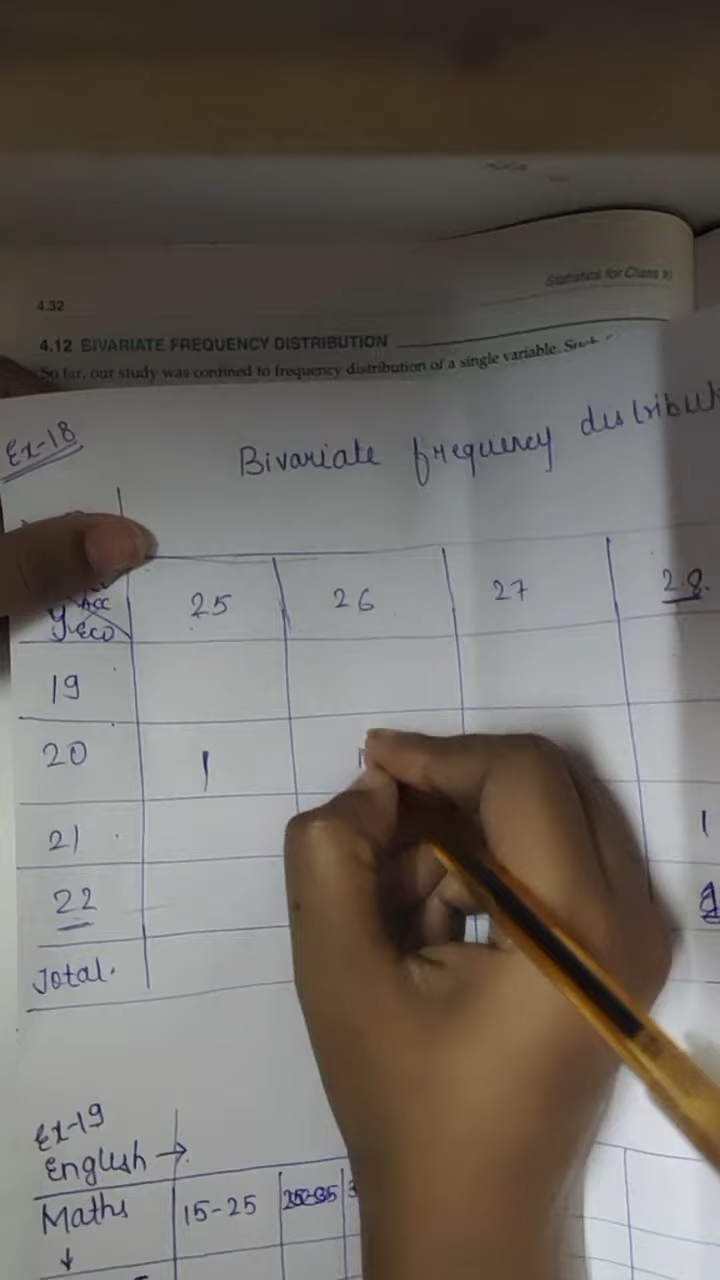 Statistics for Class XI
4.32
4.12 BIVARIATE FREQUENCY DISTRIBUTION
So far, our study was confined to frequency distribution of a single variable.
Ex-18
Bivariate frequency distribut
ACC 25 26 27 28
y ECO
19
20 1
21 1
22
Total.
Ex-19
English →
Maths 15-25 25-35 3
↓